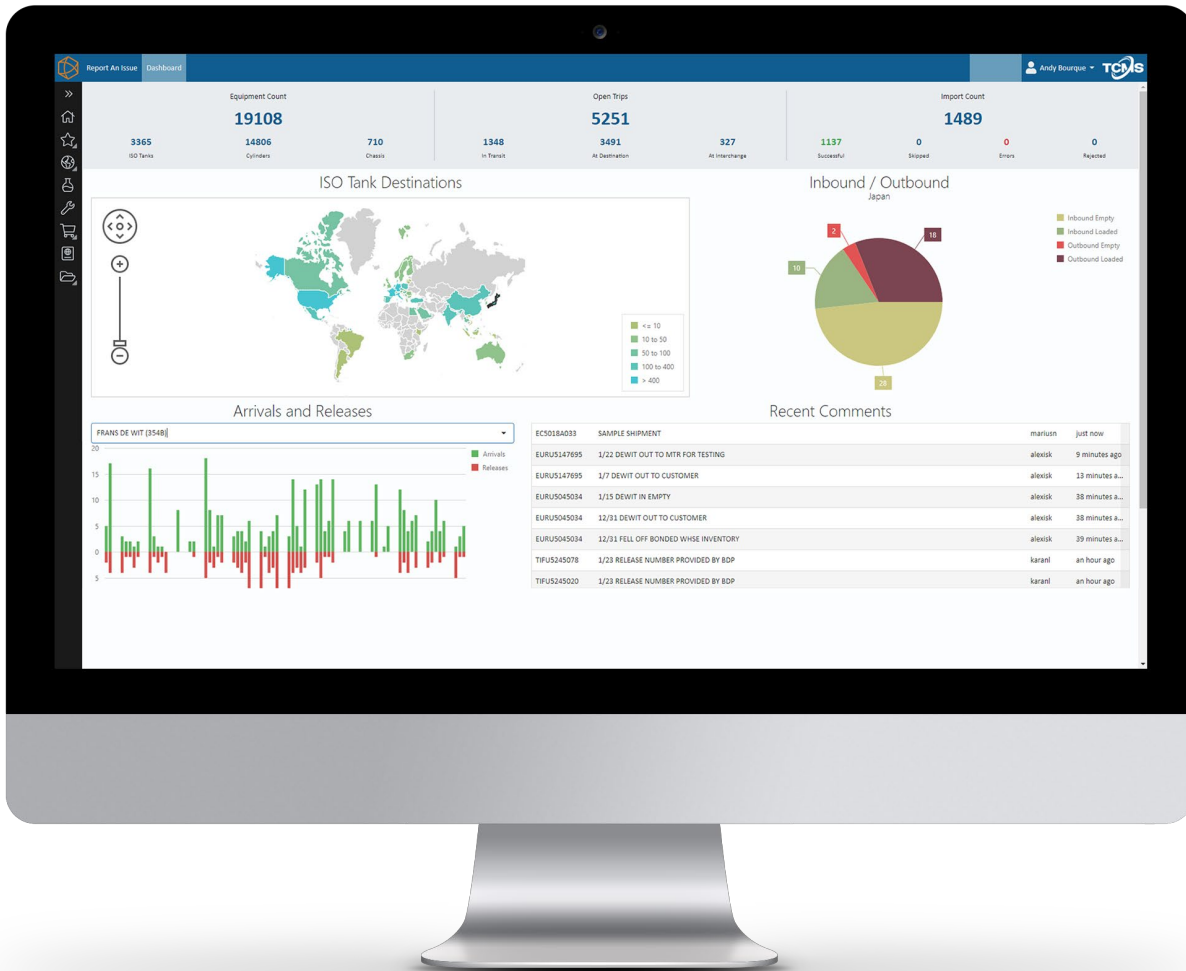 Report An Issue Dashboard Andy Bourque TCMS
Equipment Count Open Trips Import Count
19108 5251 1489
3365 14806 710 1348 3491 327 1137 0 0 0
ISO Tanks Cylinders Chassis In Transit At Destination At Interchange Successful Skipped Errors Rejected
ISO Tank Destinations
<= 10
10 to 50
50 to 100
100 to 400
> 400
Inbound / Outbound
Japan
2
18
10
28
Inbound Empty
Inbound Loaded
Outbound Empty
Outbound Loaded
Arrivals and Releases
FRANS DE WIT (354B)
20
15
10
5
0
5
Arrivals
Releases
Recent Comments
EC5018A033 SAMPLE SHIPMENT mariusn just now
EURU5147695 1/22 DEWIT OUT TO MTR FOR TESTING alexisk 9 minutes ago
EURU5147695 1/7 DEWIT OUT TO CUSTOMER alexisk 13 minutes a...
EURU5045034 1/15 DEWIT IN EMPTY alexisk 38 minutes a...
EURU5045034 12/31 DEWIT OUT TO CUSTOMER alexisk 38 minutes a...
EURU5045034 12/31 FELL OFF BONDED WHSE INVENTORY alexisk 39 minutes a...
TIFU5245078 1/23 RELEASE NUMBER PROVIDED BY BDP karanl an hour ago
TIFU5245020 1/23 RELEASE NUMBER PROVIDED BY BDP karanl an hour ago